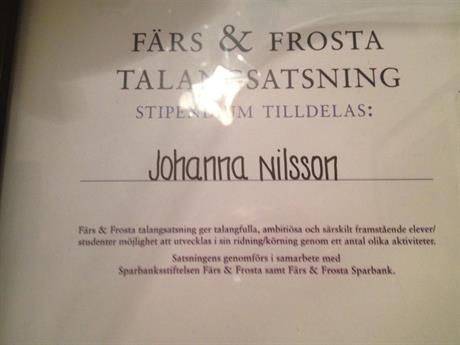 FÄRS & FROSTA
TALANGSATSNING
STIPENDIUM TILLDELAS:
Johanna Nilsson
Färs & Frosta talangsatsning ger talangfulla, ambitiösa och särskilt framstående elever/
studenter möjlighet att utvecklas i sin ridning/körning genom ett antal olika aktiviteter.
Satsningens genomförs i samarbete med
Sparbanksstiftelsen Färs & Frosta samt Färs & Frosta Sparbank.